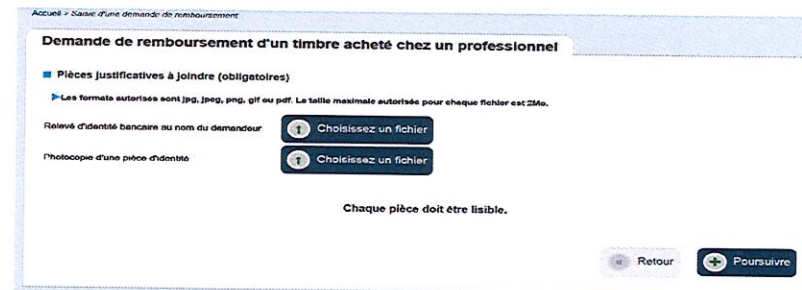 Accueil > Saisie d'une demande de remboursement
Demande de remboursement d'un timbre acheté chez un professionnel
Pièces justificatives à joindre (obligatoires)
Les formats autorisés sont jpg, jpeg, png, gif ou pdf. La taille maximale autorisée pour chaque fichier est 2Mo.
Relevé d'identité bancaire au nom du demandeur Choisissez un fichier
Photocopie d'une pièce d'identité Choisissez un fichier
Chaque pièce doit être lisible.
« Retour Poursuivre